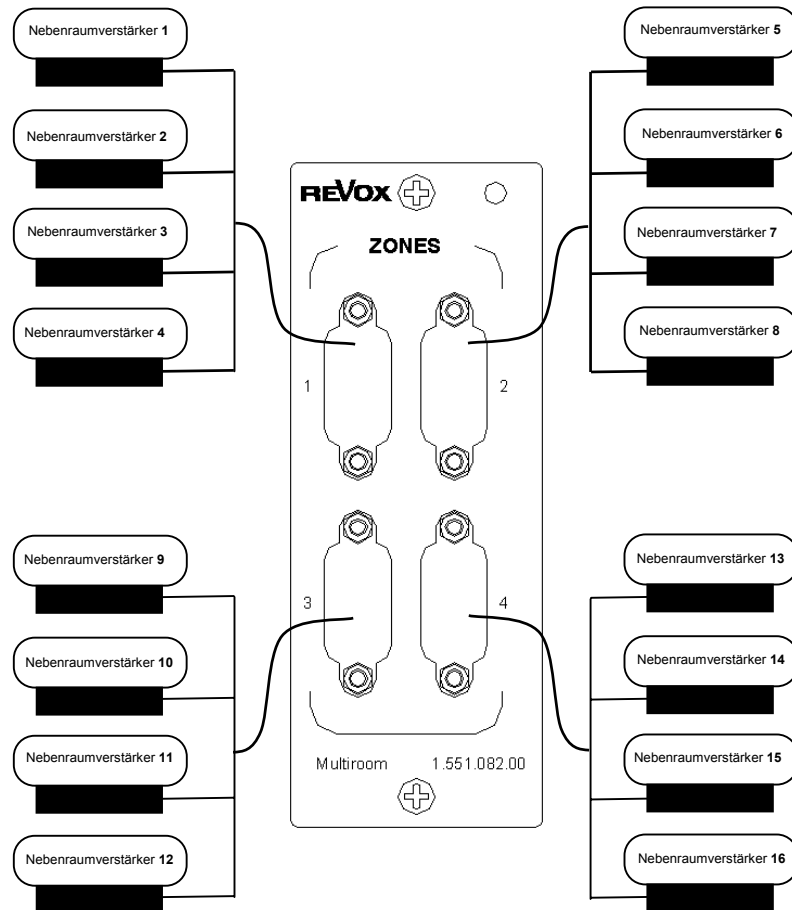 Nebenraumverstärker 1
Nebenraumverstärker 2
Nebenraumverstärker 3
Nebenraumverstärker 4
Nebenraumverstärker 5
Nebenraumverstärker 6
Nebenraumverstärker 7
Nebenraumverstärker 8
REVOX
ZONES
1
2
3
4
Multiroom 1.551.082.00
Nebenraumverstärker 9
Nebenraumverstärker 10
Nebenraumverstärker 11
Nebenraumverstärker 12
Nebenraumverstärker 13
Nebenraumverstärker 14
Nebenraumverstärker 15
Nebenraumverstärker 16